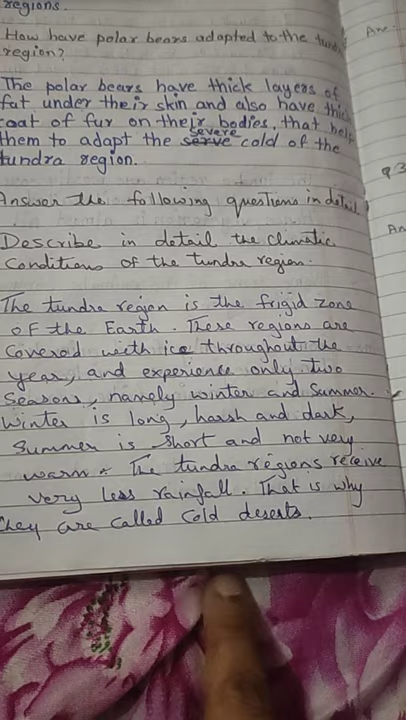 regions.
How have polar bears adapted to the tundra
region?
The polar bears have thick layers of
fat under their skin and also have thick
coat of fur on their bodies, that help
severe
them to adapt the serve cold of the
tundra region.
Answer the following questions in detail
Describe in detail the climatic
Conditions of the tundra region.
The tundra region is the frigid zone
of the Earth. These regions are
Covered with ice throughout the
year, and experience only two
Seasons, namely winter and Summer.
Winter is long, harsh and dark,
Summer is short and not very
warm. The tundra regions receive
very less rainfall. That is why
they are called Cold deserts.
Ans.
Q3
An